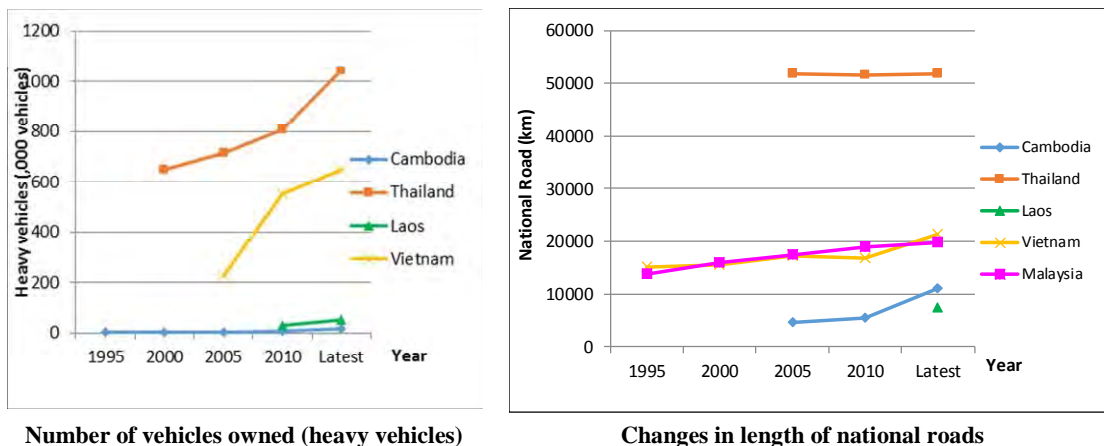 1200
1000
800
600
400
200
0
Heavy vehicles(,000 vehicles)
1995 2000 2005 2010 Latest Year
Cambodia
Thailand
Laos
Vietnam
Number of vehicles owned (heavy vehicles)
60000
50000
40000
30000
20000
10000
0
National Road (km)
1995 2000 2005 2010 Latest Year
Cambodia
Thailand
Laos
Vietnam
Malaysia
Changes in length of national roads